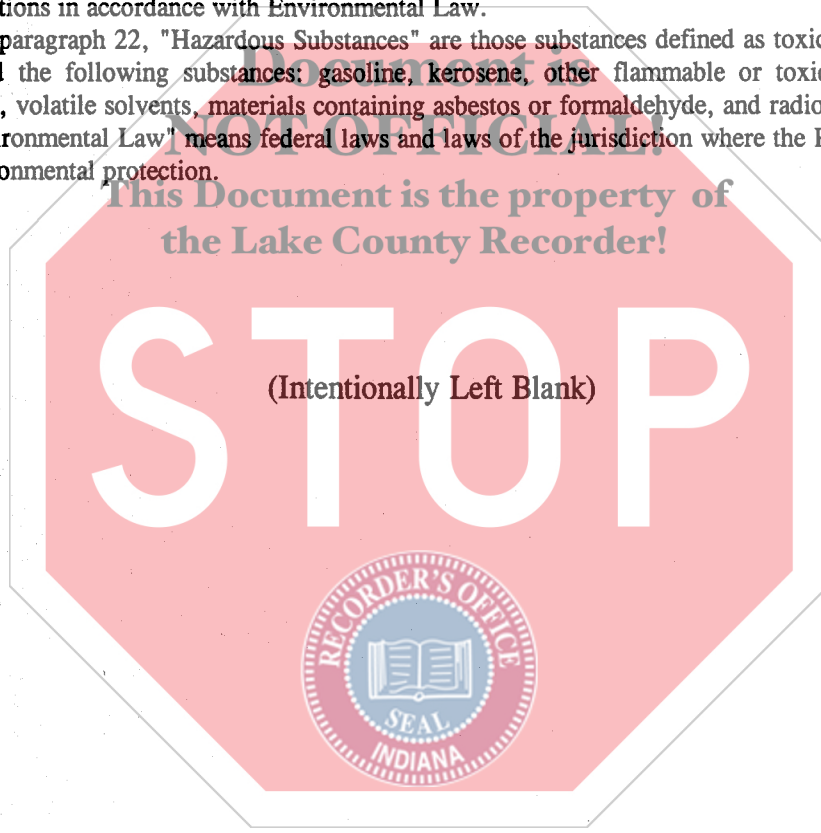 tions in accordance with Environmental Law.
paragraph 22, "Hazardous Substances" are those substances defined as toxic
the following substances: gasoline, kerosene, other flammable or toxic
, volatile solvents, materials containing asbestos or formaldehyde, and radio
ronmental Law" means federal laws and laws of the jurisdiction where the
onmental protection.
Document is
NOT OFFICIAL!
This Document is the property of
the Lake County Recorder!
STOP
(Intentionally Left Blank)
RECORDER'S OFFICE
SEAL
INDIANA